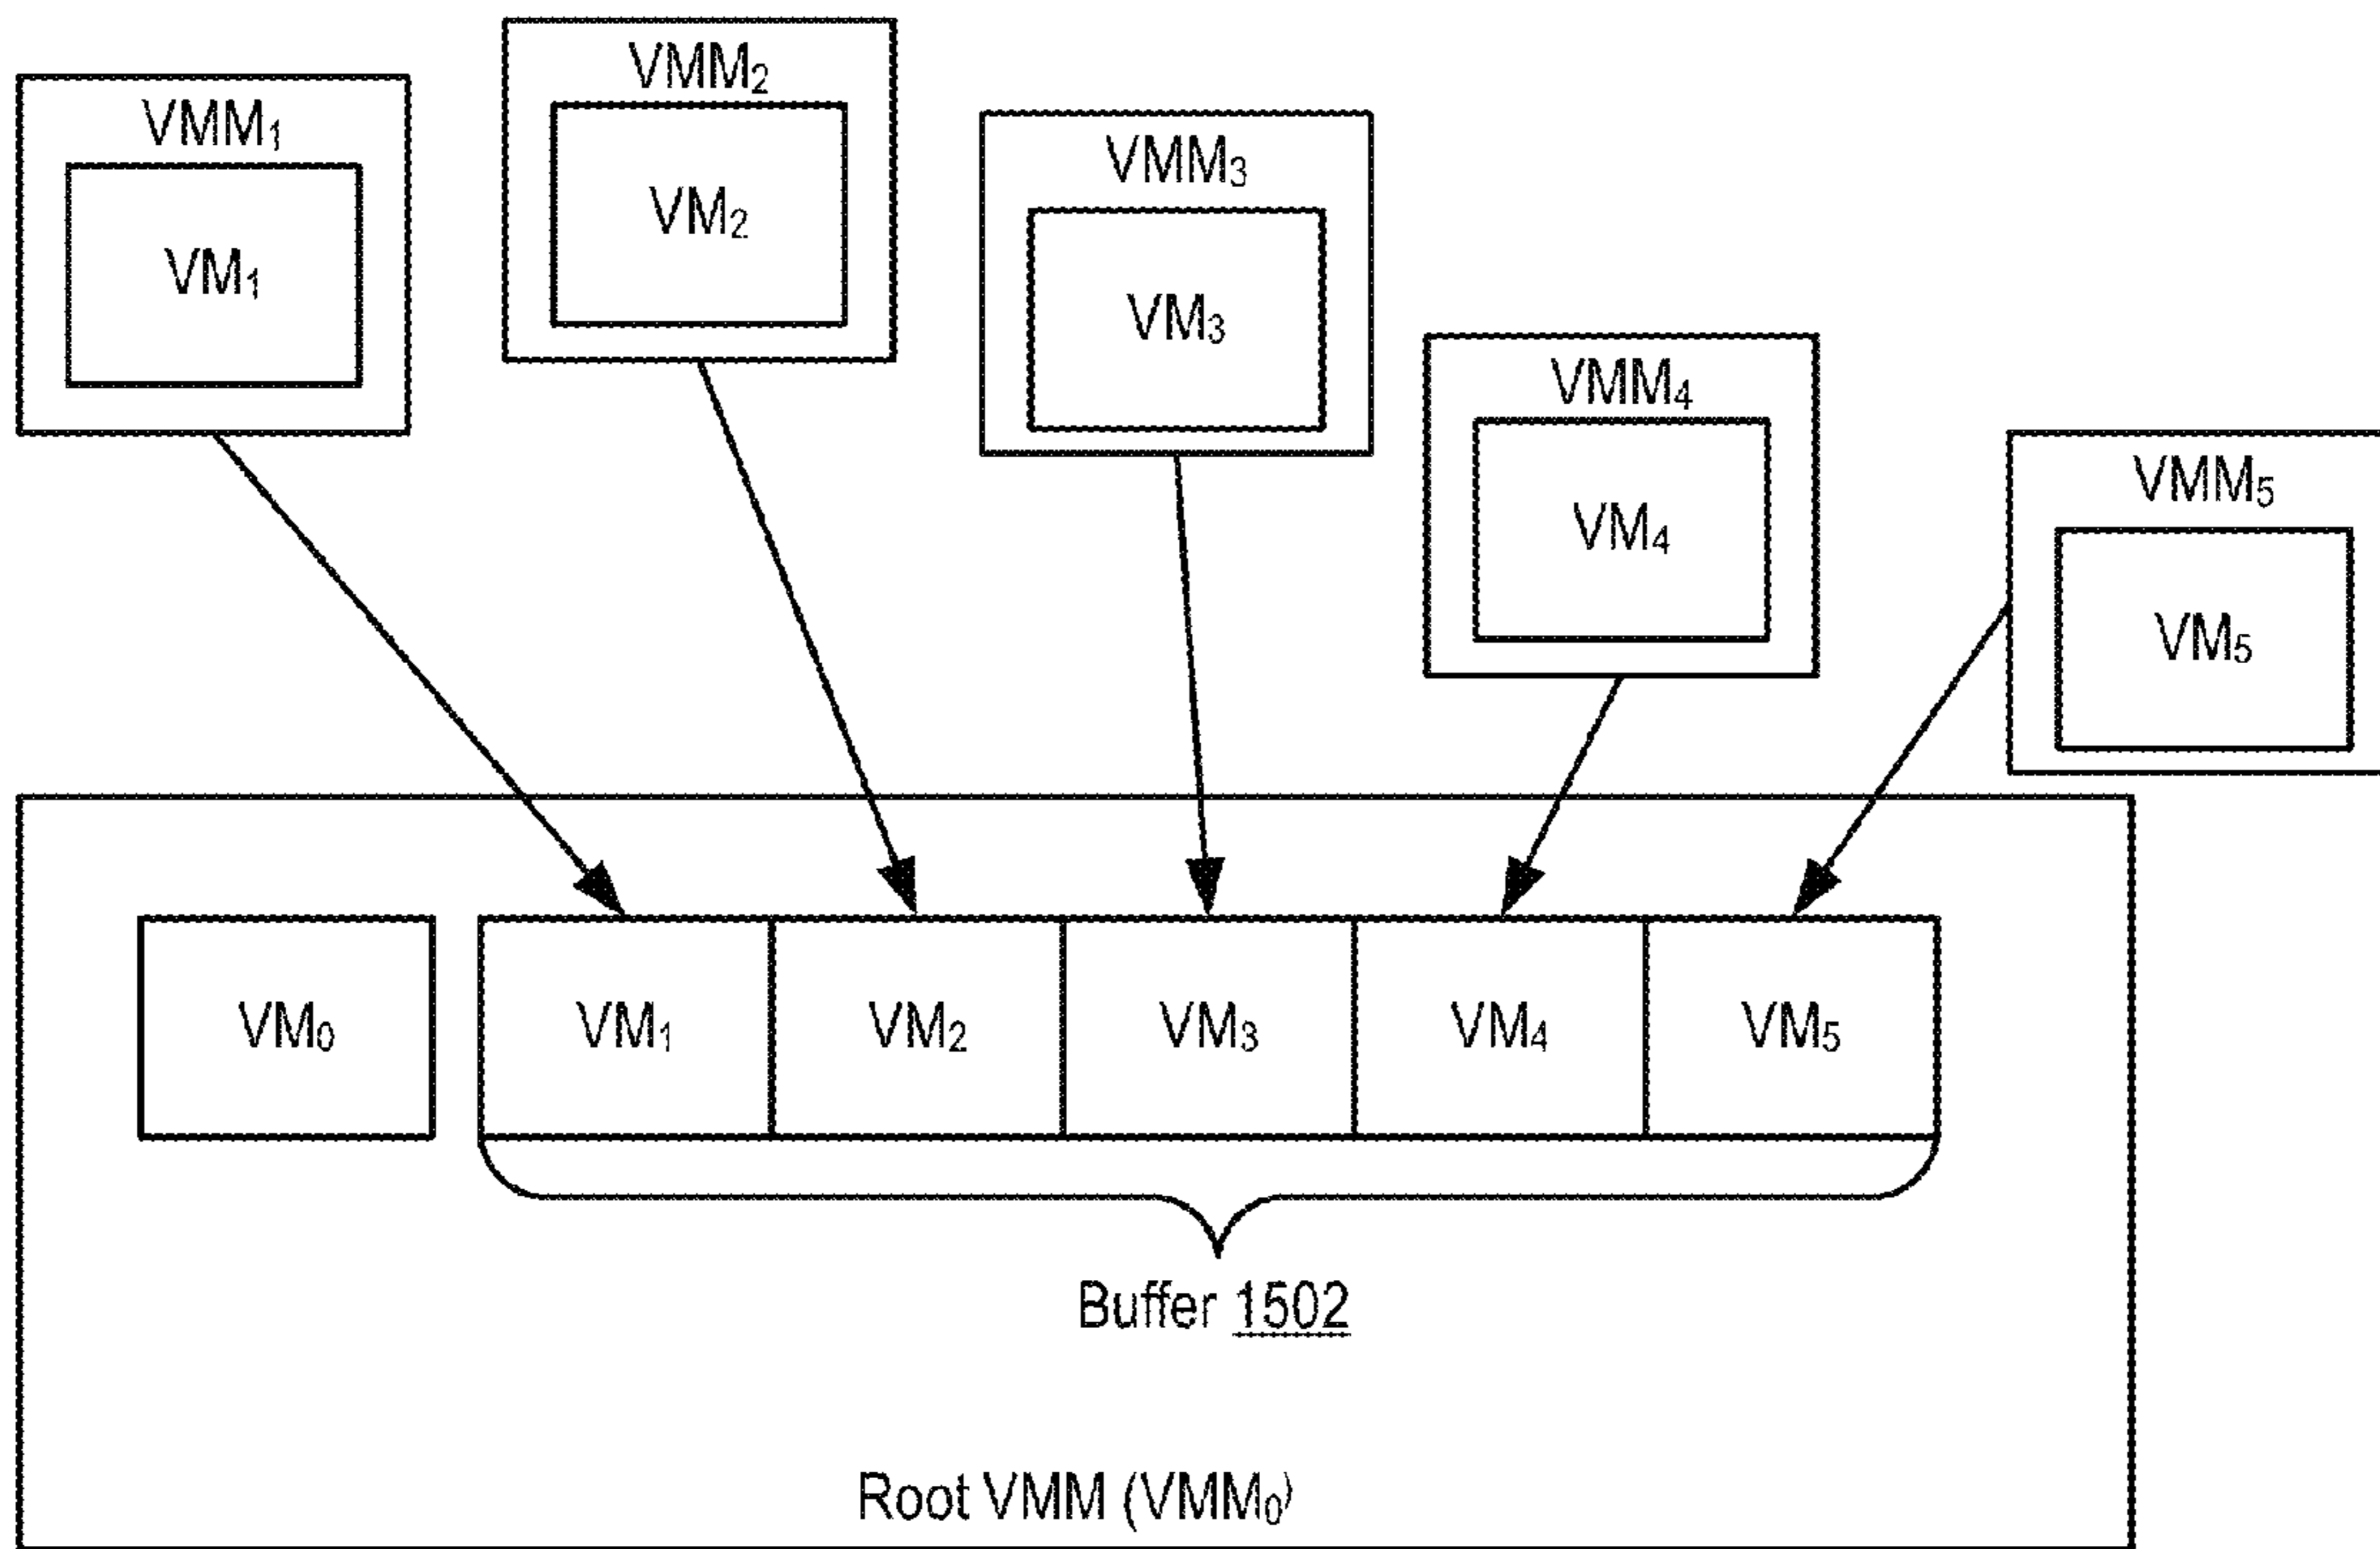 VMM₁
VM₁
VMM₂
VM₂
VMM₃
VM₃
VMM₄
VM₄
VMM₅
VM₅
VM₀ VM₁ VM₂ VM₃ VM₄ VM₅
Buffer 1502
Root VMM (VMM₀)